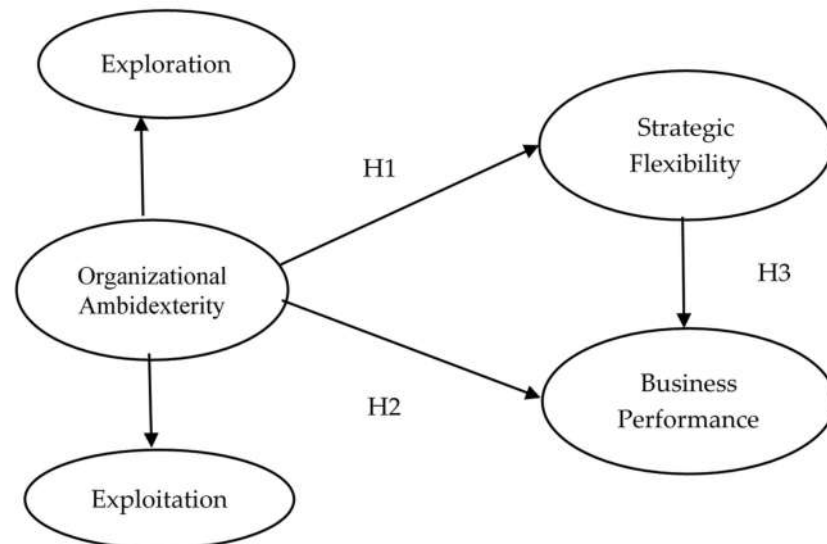 Exploration
Strategic
Flexibility
H1
Organizational
Ambidexterity
H3
H2
Business
Performance
Exploitation